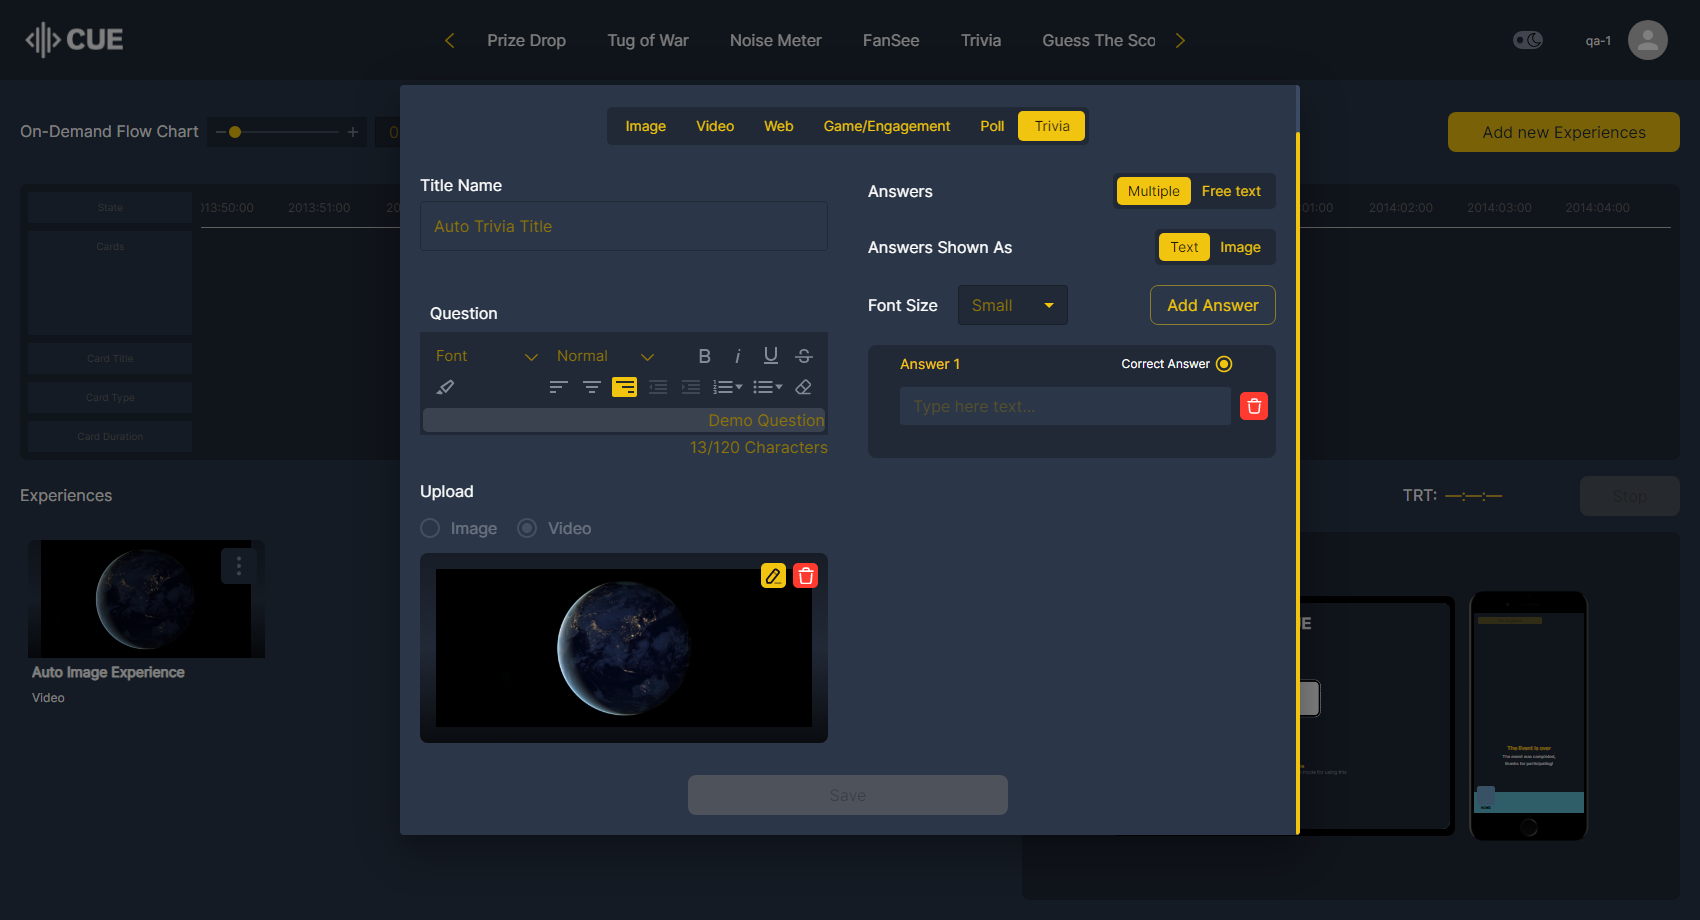 CUE
Prize Drop
Tug of War
Noise Meter
FanSee
Trivia
Guess The Sco
qa-1
On-Demand Flow Chart
0
Add new Experiences
State
013:50:00
2013:51:00
20
01:00
2014:02:00
2014:03:00
2014:04:00
Cards
Card Title
Card Type
Card Duration
Image
Video
Web
Game/Engagement
Poll
Trivia
Title Name
Auto Trivia Title
Question
Font
Normal
B
i
U
S
Demo Question
13/120 Characters
Upload
Image
Video
Answers
Multiple
Free text
Answers Shown As
Text
Image
Font Size
Small
Add Answer
Answer 1
Correct Answer
Type here text...
Save
Experiences
Auto Image Experience
Video
TRT: —:—:—
Stop
UE
The Event is over
The event was completed,
thanks for participating!